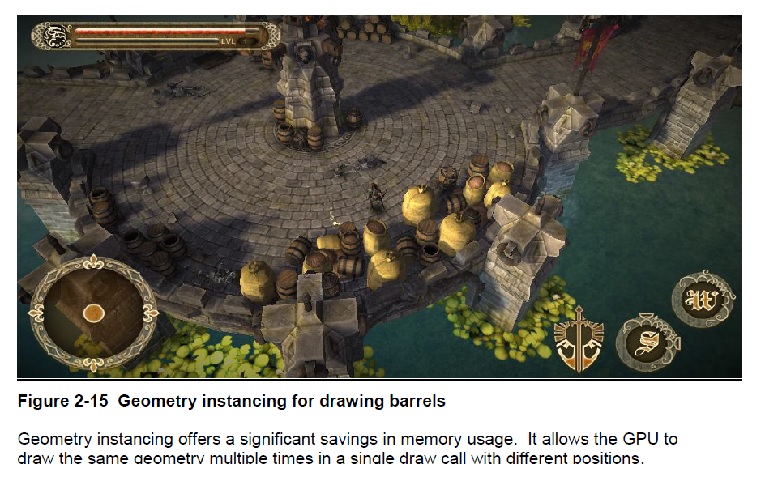 LVL
W
S
Figure 2-15  Geometry instancing for drawing barrels
Geometry instancing offers a significant savings in memory usage.  It allows the GPU to
draw the same geometry multiple times in a single draw call with different positions.